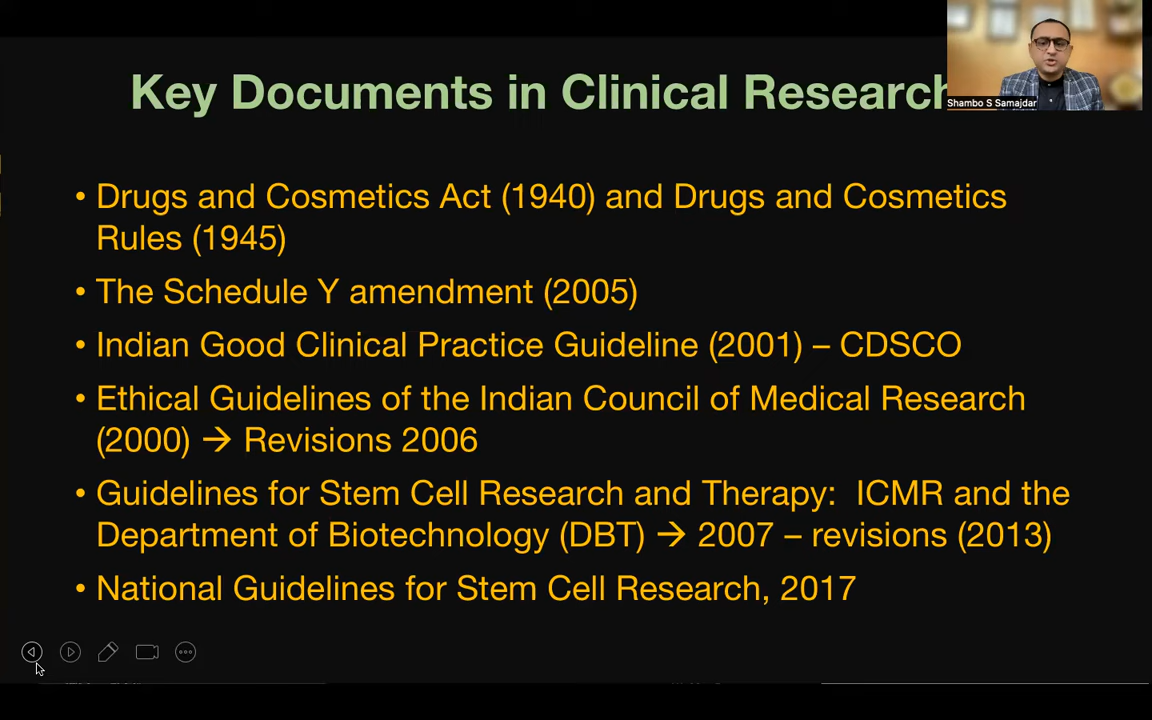 Key Documents in Clinical Research
Shambo S Samajdar
• Drugs and Cosmetics Act (1940) and Drugs and Cosmetics
Rules (1945)
• The Schedule Y amendment (2005)
• Indian Good Clinical Practice Guideline (2001) – CDSCO
• Ethical Guidelines of the Indian Council of Medical Research
(2000) → Revisions 2006
• Guidelines for Stem Cell Research and Therapy:  ICMR and the
Department of Biotechnology (DBT) → 2007 – revisions (2013)
• National Guidelines for Stem Cell Research, 2017